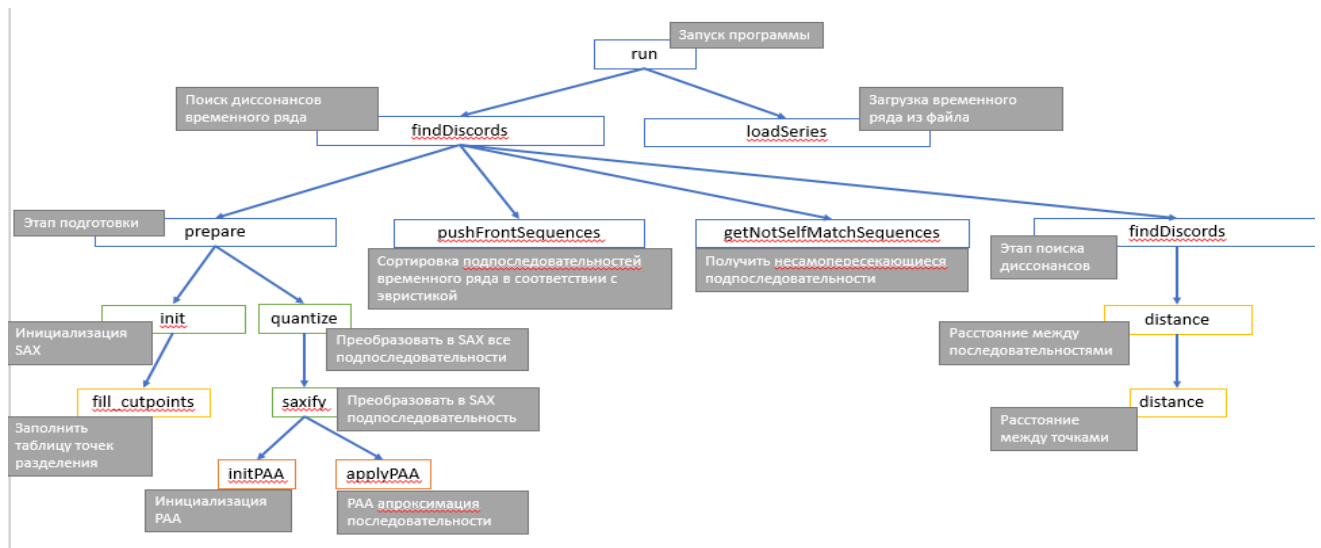 Запуск программы
run
Поиск диссонансов
временного ряда
findDiscords
Загрузка временного
ряда из файла
loadSeries
Этап подготовки
prepare
pushFrontSequences
Сортировка подпоследовательностей
временного ряда в соответствии с
эвристикой
getNotSelfMatchSequences
Получить несамопересекающиеся
подпоследовательности
findDiscords
Этап поиска
диссонансов
init
Инициализация
SAX
quantize
Преобразовать в SAX все
подпоследовательности
distance
Расстояние между
последовательностями
fill_cutpoints
Заполнить
таблицу точек
разделения
saxify
Преобразовать в SAX
подпоследовательность
distance
Расстояние
между точками
initPAA
Инициализация
PAA
applyPAA
PAA апроксимация
последовательности